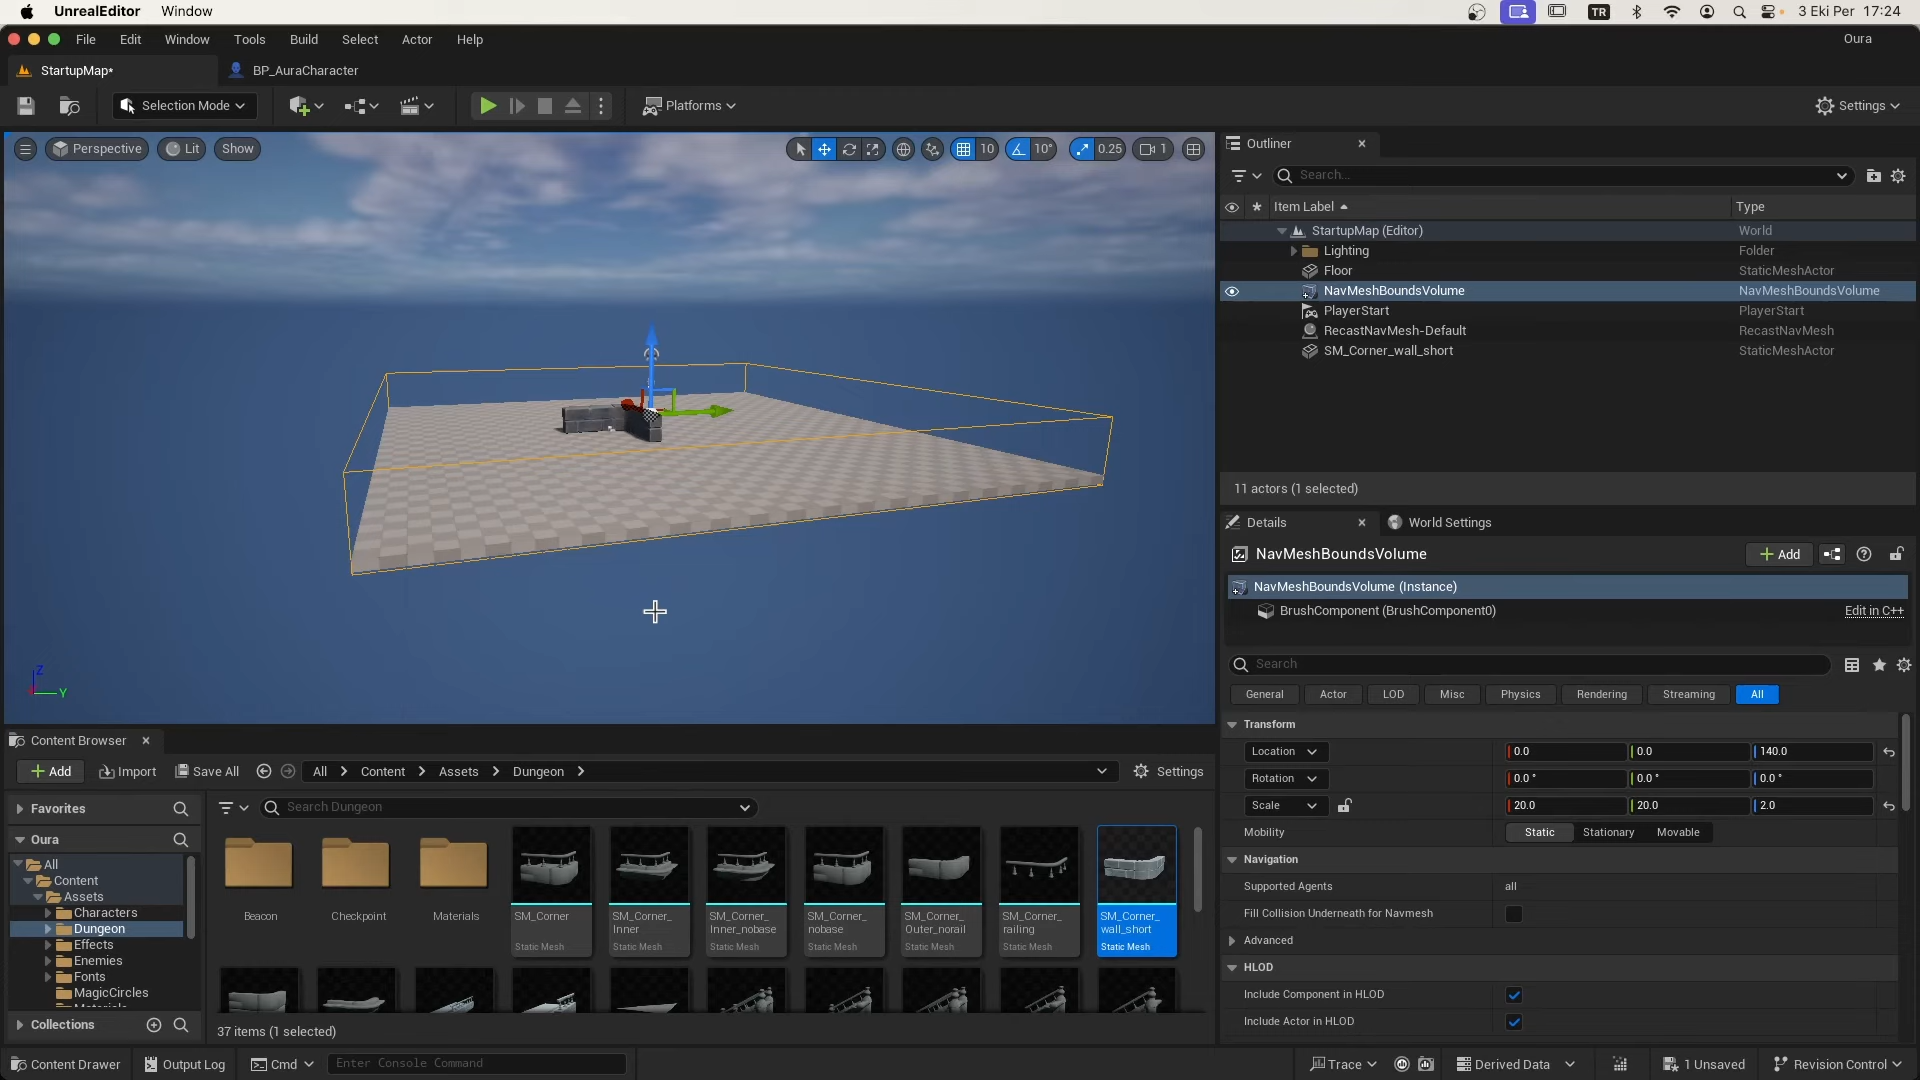 UnrealEditor Window
TR
3 Eki Per 17:24
File Edit Window Tools Build Select Actor Help
Oura
StartupMap*
BP_AuraCharacter
Selection Mode
Platforms
Settings
Perspective
Lit
Show
10
10°
0.25
1
Z
Y
Outliner
Search...
Item Label
Type
StartupMap (Editor) World
Lighting Folder
Floor StaticMeshActor
NavMeshBoundsVolume NavMeshBoundsVolume
PlayerStart PlayerStart
RecastNavMesh-Default RecastNavMesh
SM_Corner_wall_short StaticMeshActor
11 actors (1 selected)
Details
World Settings
NavMeshBoundsVolume
Add
NavMeshBoundsVolume (Instance)
BrushComponent (BrushComponent0)
Edit in C++
Search
General Actor LOD Misc Physics Rendering Streaming All
Transform
Location 0.0 0.0 140.0
Rotation 0.0 ° 0.0 ° 0.0 °
Scale 20.0 20.0 2.0
Mobility Static Stationary Movable
Navigation
Supported Agents all
Fill Collision Underneath for Navmesh
Advanced
HLOD
Include Component in HLOD
Include Actor in HLOD
Content Browser
Add
Import
Save All
All Content Assets Dungeon
Settings
Favorites
Oura
All
Content
Assets
Characters
Dungeon
Effects
Enemies
Fonts
MagicCircles
Collections
Search Dungeon
Beacon
Checkpoint
Materials
SM_Corner
Static Mesh
SM_Corner_
Inner
Static Mesh
SM_Corner_
Inner_nobase
Static Mesh
SM_Corner_
nobase
Static Mesh
SM_Corner_
Outer_norail
Static Mesh
SM_Corner_
railing
Static Mesh
SM_Corner_
wall_short
Static Mesh
37 items (1 selected)
Content Drawer
Output Log
Cmd
Enter Console Command
Trace
Derived Data
1 Unsaved
Revision Control